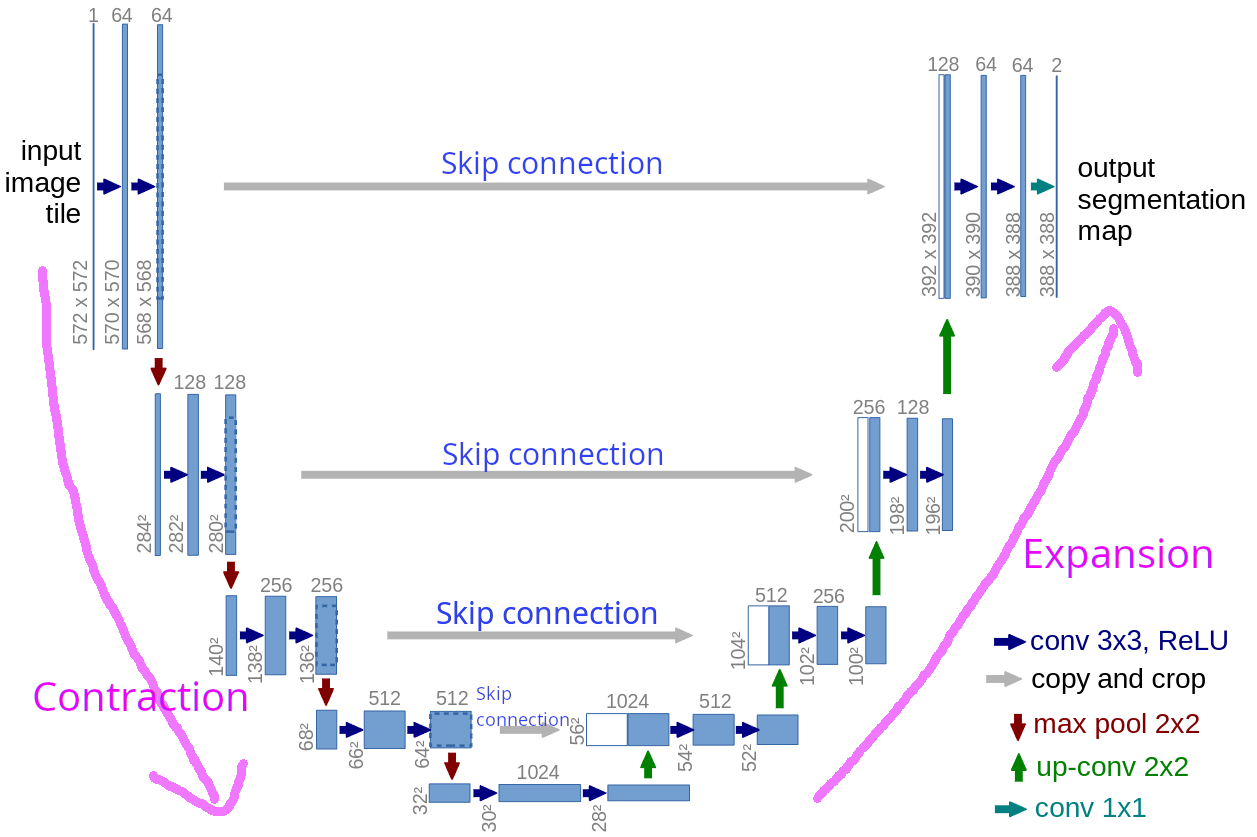 1 64 64
input
image
tile
572 x 572
570 x 570
568 x 568
Skip connection
128 64 64 2
392 x 392
390 x 390
388 x 388
388 x 388
output
segmentation
map
128 128
284²
282²
280²
Skip connection
256 128
200²
198²
196²
256 256
140²
138²
136²
Skip connection
512 256
104²
102²
100²
Contraction
Expansion
512 512
68²
66²
64²
Skip
connection
1024 512
56²
54²
52²
1024
32²
30²
28²
conv 3x3, ReLU
copy and crop
max pool 2x2
up-conv 2x2
conv 1x1